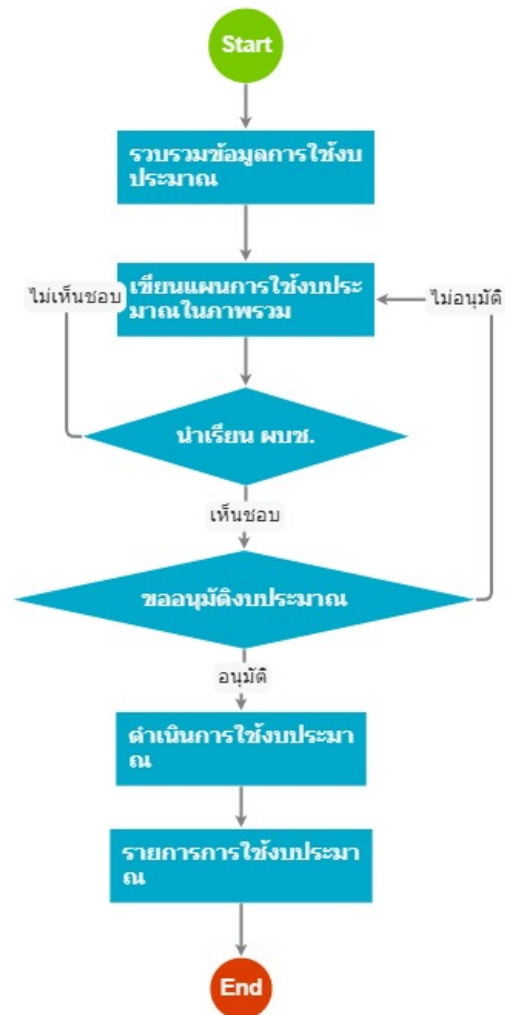 Start
รวบรวมข้อมูลการใช้งบ
ประมาณ
เขียนแผนการใช้งบประ
มาณในภาพรวม
ไม่เห็นชอบ
ไม่อนุมัติ
นำเรียน ผบช.
เห็นชอบ
ขออนุมัติงบประมาณ
อนุมัติ
ดำเนินการใช้งบประมา
ณ
รายการการใช้งบประมา
ณ
End